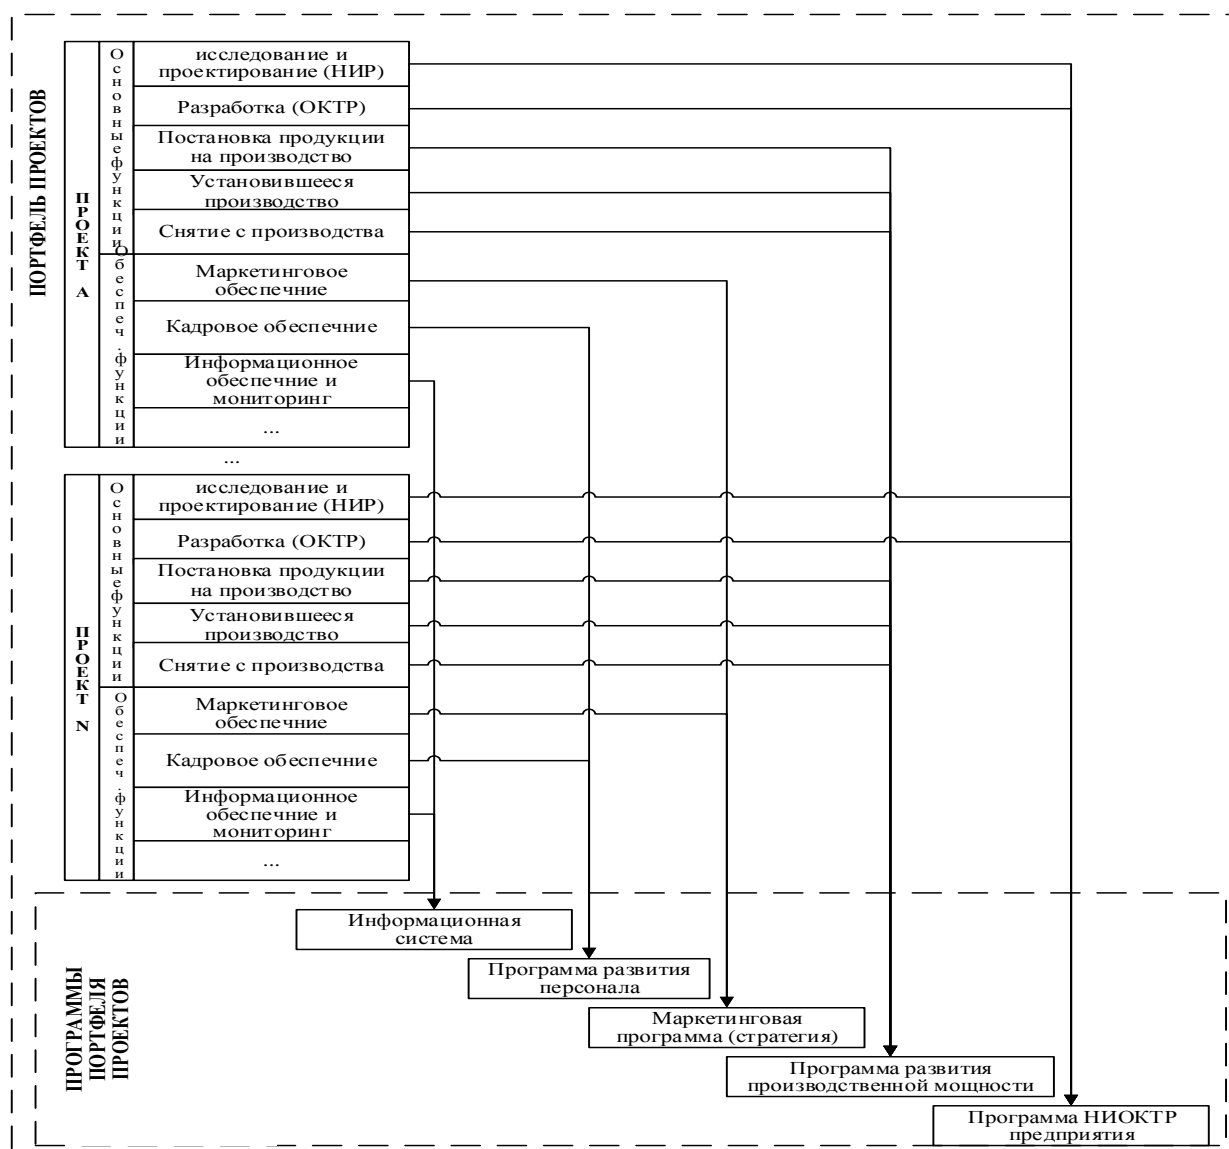 ПОРТФЕЛЬ ПРОЕКТОВ
ПРОЕКТ А
Основные функции
исследование и
проектирование (НИР)
Разработка (ОКТР)
Постановка продукции
на производство
Установившееся
производство
Снятие с производства
Обеспеч. функции
Маркетинговое
обеспечние
Кадровое обеспечние
Информационное
обеспечние и
мониторинг
...
...
ПРОЕКТ N
Основные функции
исследование и
проектирование (НИР)
Разработка (ОКТР)
Постановка продукции
на производство
Установившееся
производство
Снятие с производства
Обеспеч. функции
Маркетинговое
обеспечние
Кадровое обеспечние
Информационное
обеспечние и
мониторинг
...
ПРОГРАММЫ
ПОРТФЕЛЯ
ПРОЕКТОВ
Информационная
система
Программа развития
персонала
Маркетинговая
программа (стратегия)
Программа развития
производственной мощности
Программа НИОКТР
предприятия